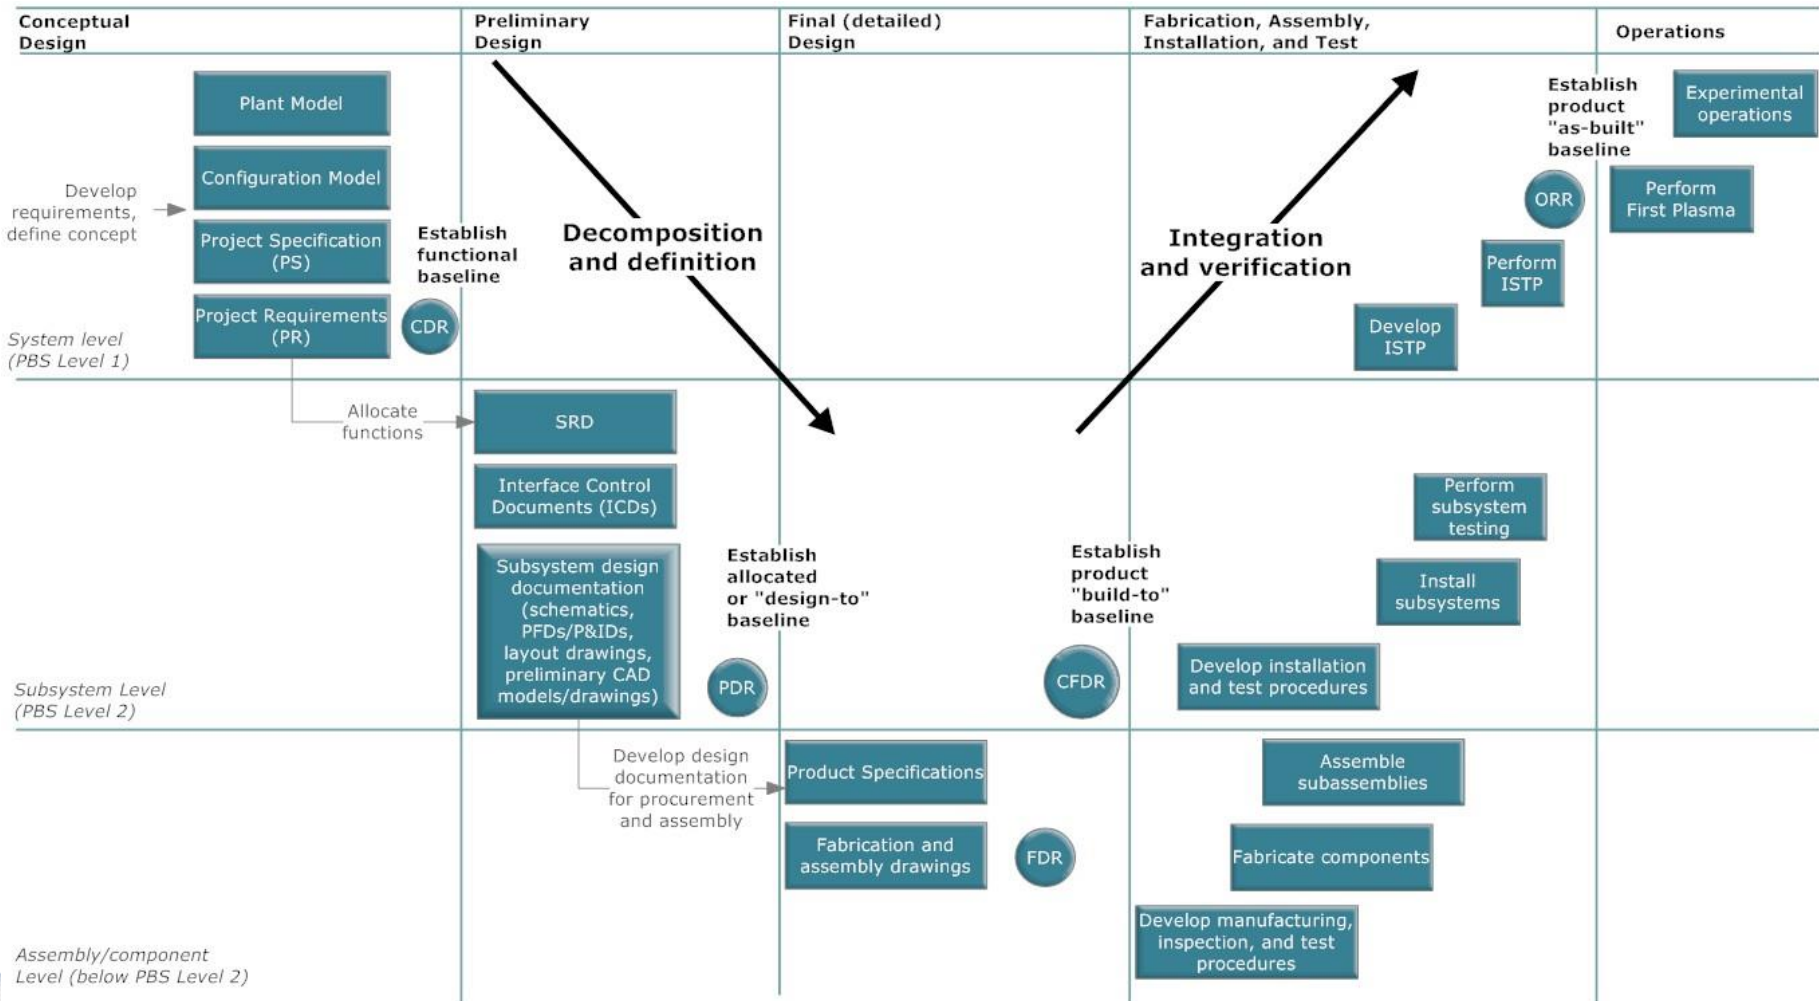 Conceptual
Design
Preliminary
Design
Final (detailed)
Design
Fabrication, Assembly,
Installation, and Test
Operations
Plant Model
Configuration Model
Develop
requirements,
define concept
Project Specification
(PS)
Project Requirements
(PR)
Establish
functional
baseline
CDR
System level
(PBS Level 1)
Decomposition
and definition
Integration
and verification
Develop
ISTP
Perform
ISTP
Establish
product
"as-built"
baseline
ORR
Experimental
operations
Perform
First Plasma
Allocate
functions
SRD
Interface Control
Documents (ICDs)
Subsystem design
documentation
(schematics,
PFDs/P&IDs,
layout drawings,
preliminary CAD
models/drawings)
Establish
allocated
or "design-to"
baseline
PDR
Establish
product
"build-to"
baseline
CFDR
Perform
subsystem
testing
Install
subsystems
Develop installation
and test procedures
Subsystem Level
(PBS Level 2)
Develop design
documentation
for procurement
and assembly
Product Specifications
Fabrication and
assembly drawings
FDR
Assemble
subassemblies
Fabricate components
Develop manufacturing,
inspection, and test
procedures
Assembly/component
Level (below PBS Level 2)